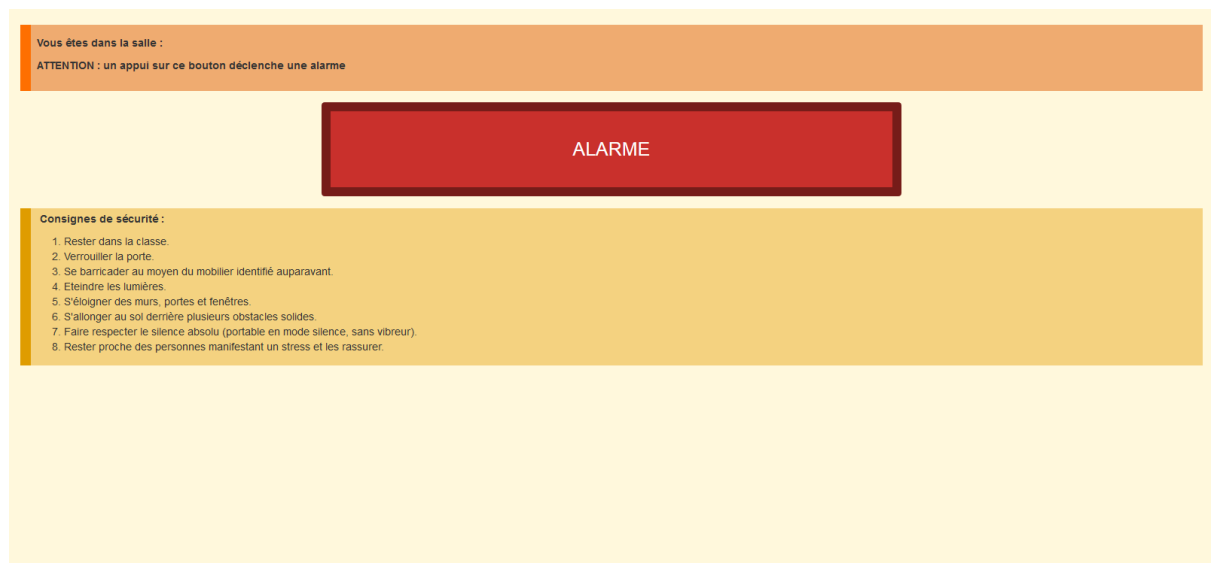 Vous êtes dans la salle :
ATTENTION : un appui sur ce bouton déclenche une alarme
ALARME
Consignes de sécurité :
1. Rester dans la classe.
2. Verrouiller la porte.
3. Se barricader au moyen du mobilier identifié auparavant.
4. Eteindre les lumières.
5. S'éloigner des murs, portes et fenêtres.
6. S'allonger au sol derrière plusieurs obstacles solides.
7. Faire respecter le silence absolu (portable en mode silence, sans vibreur).
8. Rester proche des personnes manifestant un stress et les rassurer.